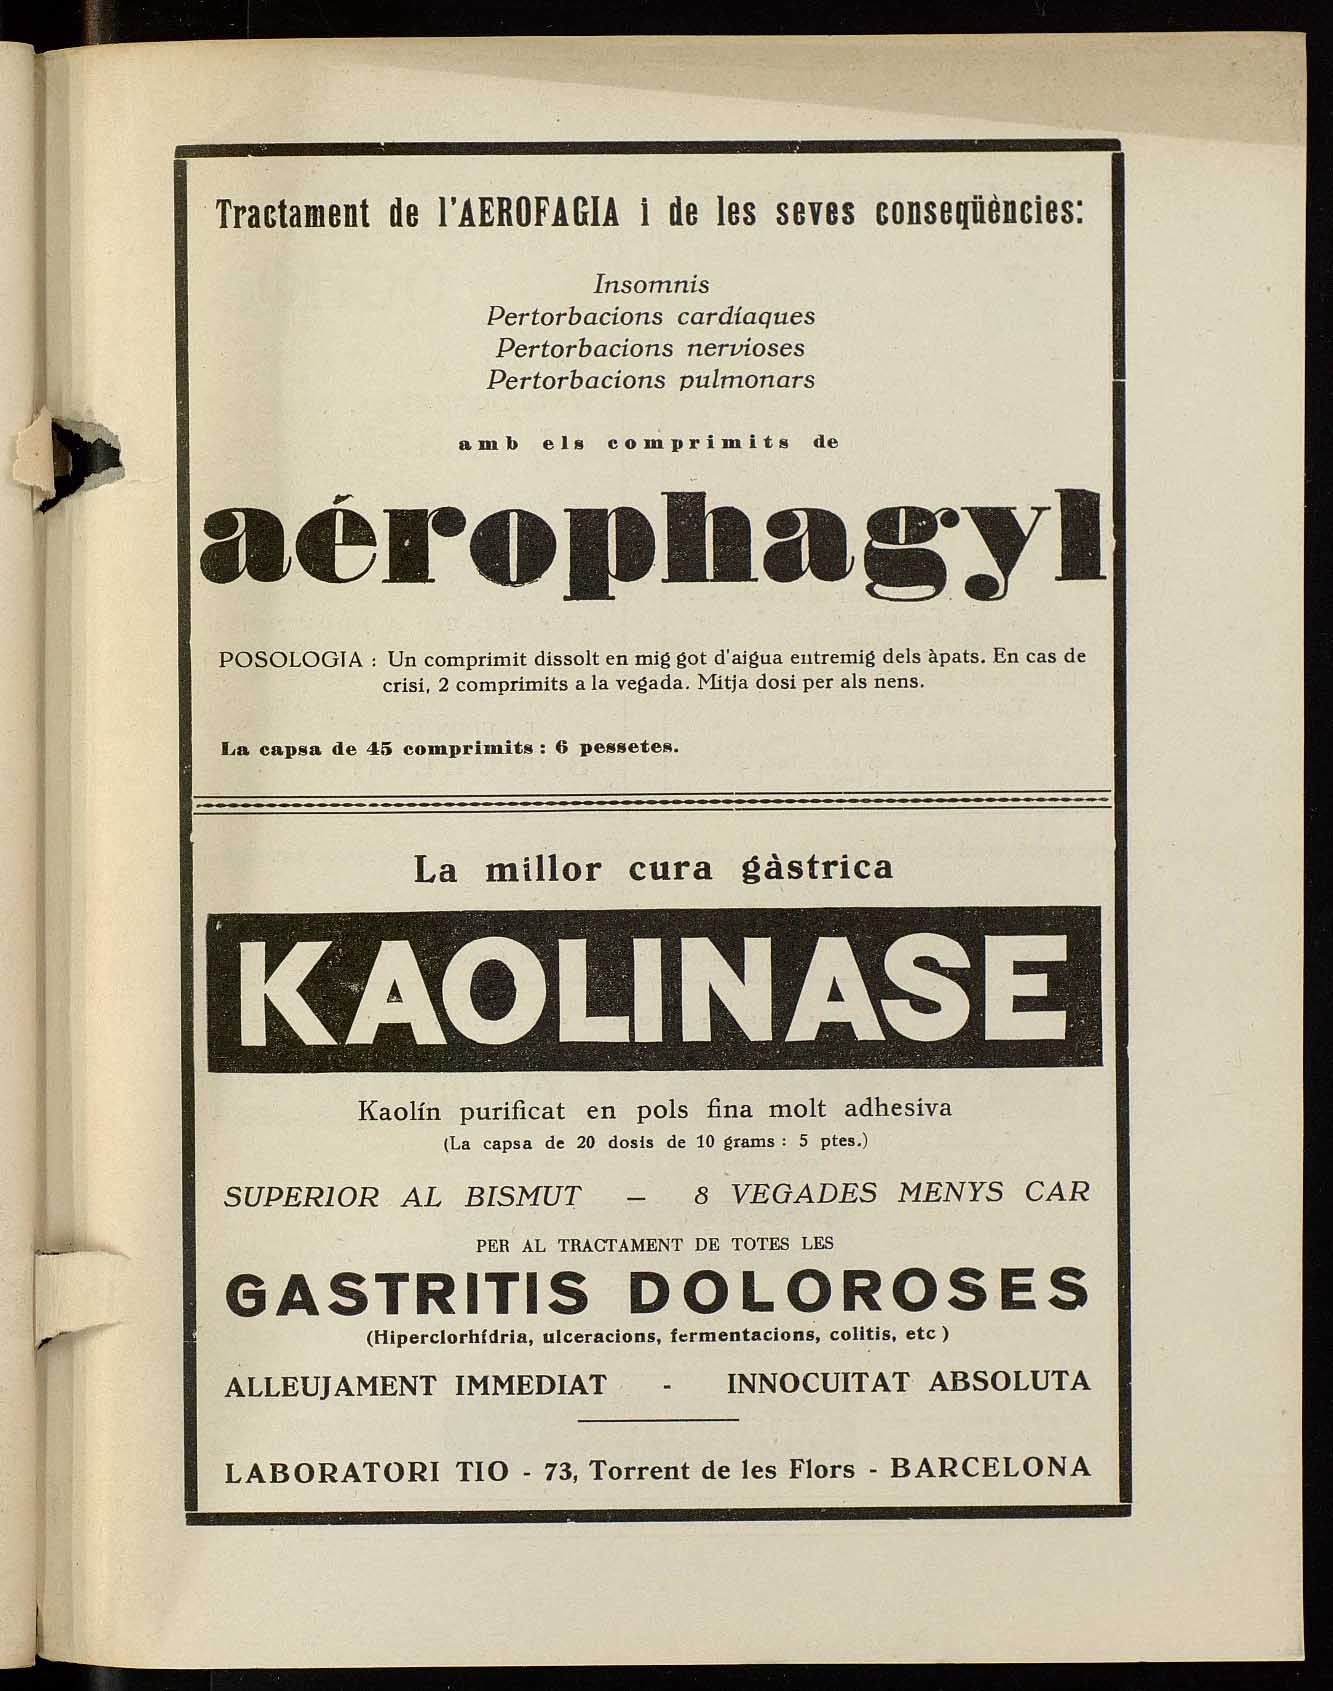 Tractament de l'AEROFAGIA i de les seves conseqüències:
Insomnis
Pertorbacions cardíaques
Pertorbacions nervioses
Pertorbacions pulmonars
amb els comprimits de
aérophagyl
POSOLOGIA : Un comprimit dissolt en mig got d'aigua entremig dels àpats. En cas de
crisi, 2 comprimits a la vegada. Mitja dosi per als nens.
La capsa de 45 comprimits : 6 pessetes.
La millor cura gàstrica
KAOLINASE
Kaolín purificat en pols fina molt adhesiva
(La capsa de 20 dosis de 10 grams : 5 ptes.)
SUPERIOR AL BISMUT – 8 VEGADES MENYS CAR
PER AL TRACTAMENT DE TOTES LES
GASTRITIS DOLOROSES
(Hiperclorhídria, ulceracions, fermentacions, colitis, etc )
ALLEUJAMENT IMMEDIAT - INNOCUITAT ABSOLUTA
LABORATORI TIO - 73, Torrent de les Flors - BARCELONA